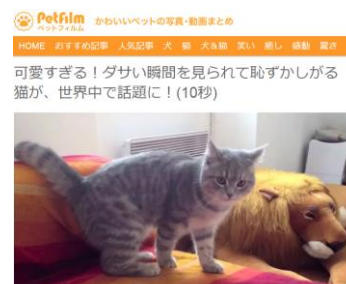 PetFilm
ペットフィルム
かわいいペットの写真・動画まとめ
HOME おすすめ記事 人気記事 犬 猫 犬&猫 笑い 癒し 感動 驚き
可愛すぎる！ダサい瞬間を見られて恥ずかしがる
猫が、世界中で話題に！(10秒)